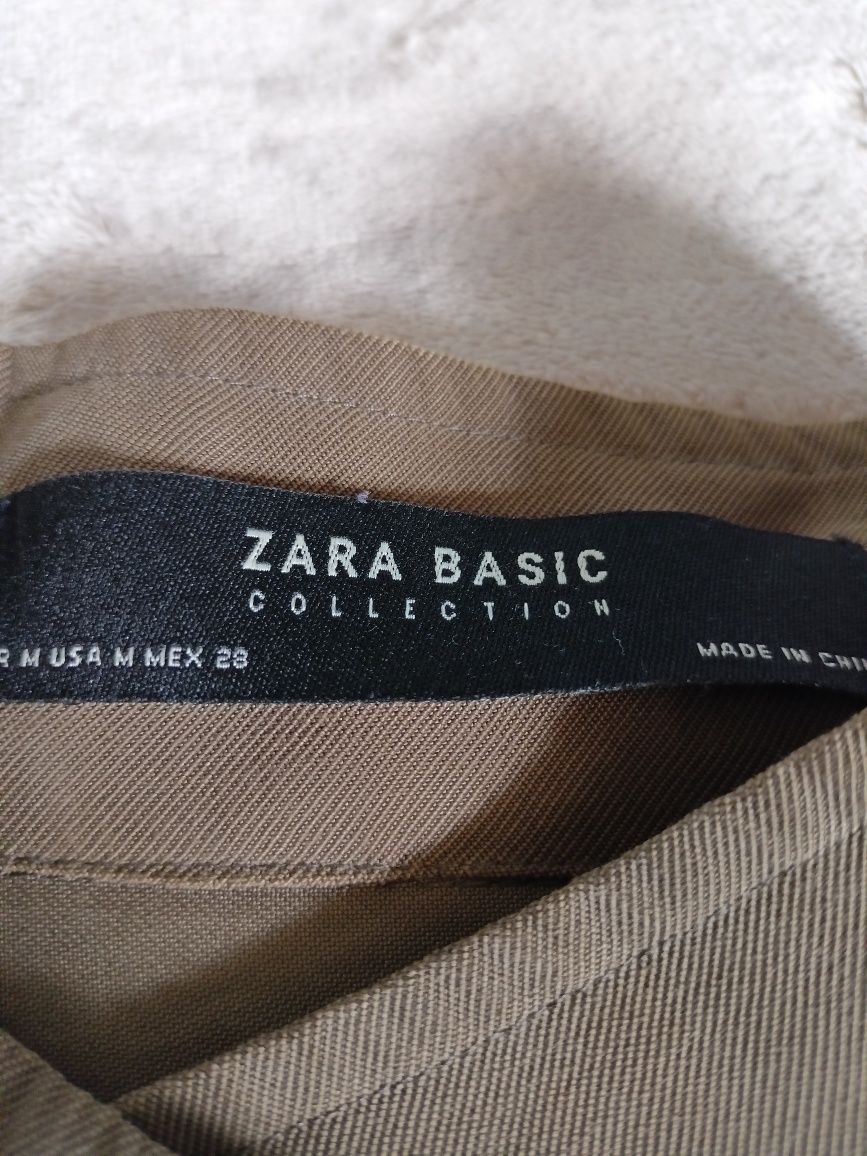 ZARA BASIC
COLLECTION
R M USA M MEX 28
MADE IN